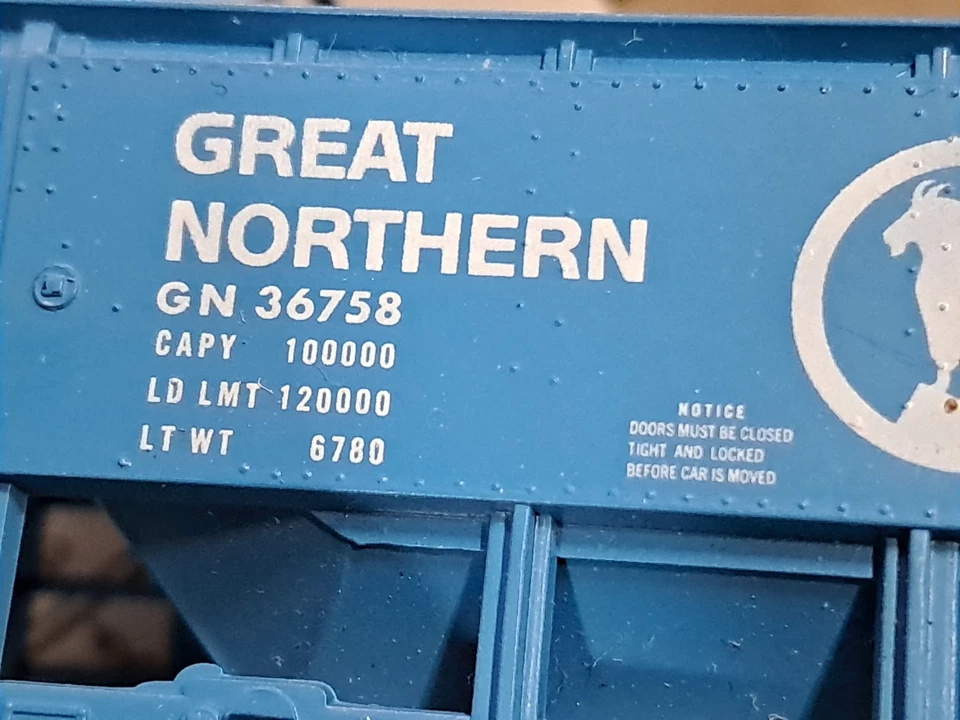 GREAT
NORTHERN
GN 36758
CAPY 100000
LD LMT 120000
LT WT 6780
NOTICE
DOORS MUST BE CLOSED
TIGHT AND LOCKED
BEFORE CAR IS MOVED